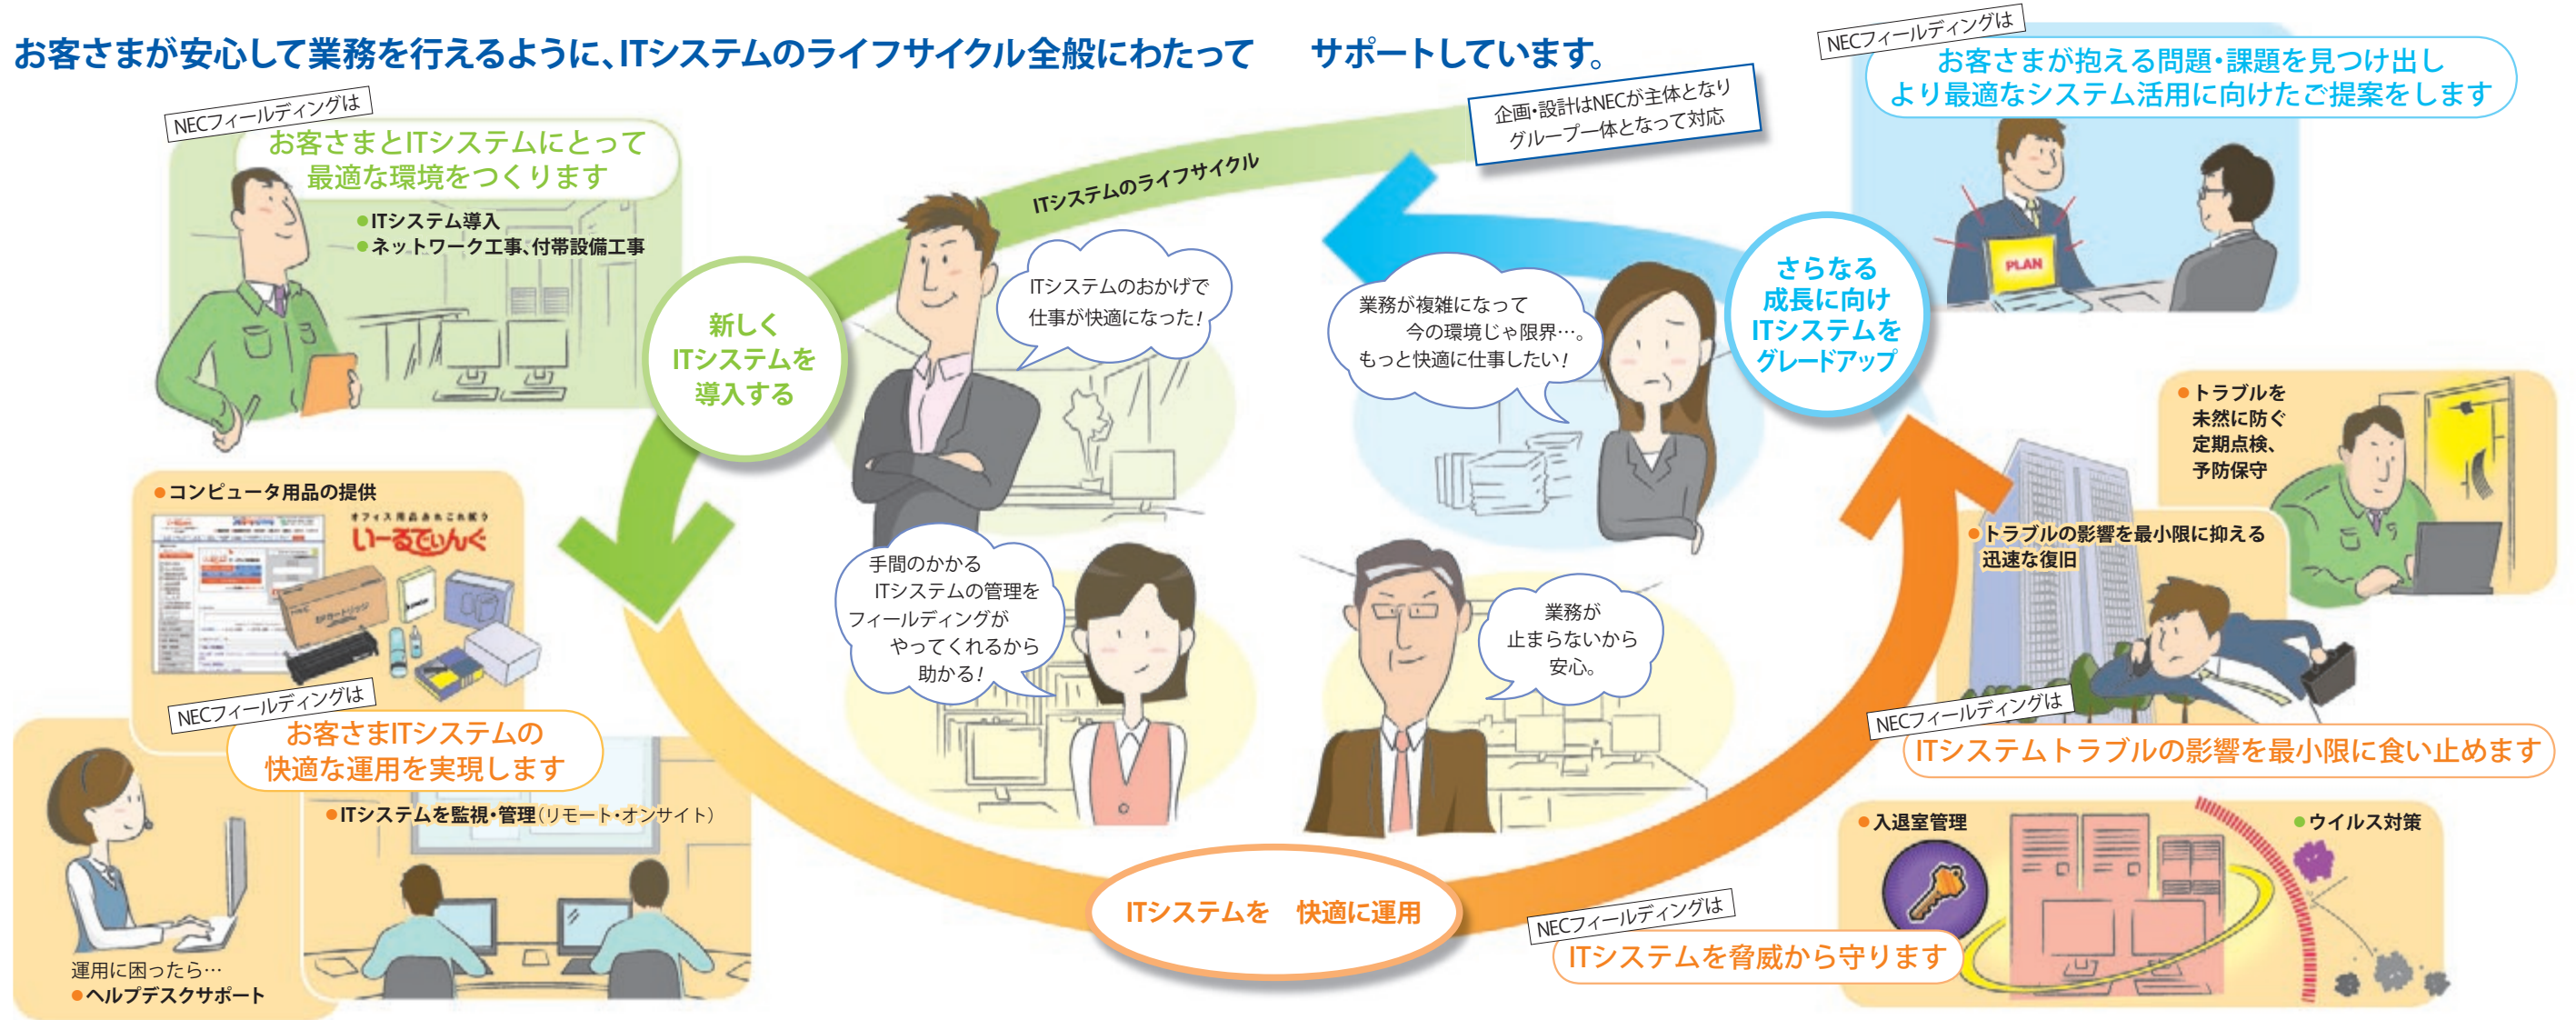 お客さまが安心して業務を行えるように、ITシステムのライフサイクル全般にわたって　サポートしています。
NECフィールディングは
お客さまとITシステムにとって
最適な環境をつくります
●ITシステム導入
●ネットワーク工事、付帯設備工事
新しく
ITシステムを
導入する
ITシステムのライフサイクル
企画・設計はNECが主体となり
グループ一体となって対応
ITシステムのおかげで
仕事が快適になった!
業務が複雑になって
今の環境じゃ限界…。
もっと快適に仕事したい!
さらなる
成長に向け
ITシステムを
グレードアップ
NECフィールディングは
お客さまが抱える問題・課題を見つけ出し
より最適なシステム活用に向けたご提案をします
PLAN
●コンピュータ用品の提供
オフィス用品あれこれ揃う
いーるでぃんぐ
EPカートリッジ
NECフィールディングは
お客さまITシステムの
快適な運用を実現します
●ITシステムを監視・管理（リモート・オンサイト）
運用に困ったら…
●ヘルプデスクサポート
手間のかかる
ITシステムの管理を
フィールディングが
やってくれるから
助かる!
業務が
止まらないから
安心。
ITシステムを　快適に運用
●トラブルを
未然に防ぐ
定期点検、
予防保守
●トラブルの影響を最小限に抑える
迅速な復旧
NECフィールディングは
ITシステムトラブルの影響を最小限に食い止めます
●入退室管理
●ウイルス対策
NECフィールディングは
ITシステムを脅威から守ります